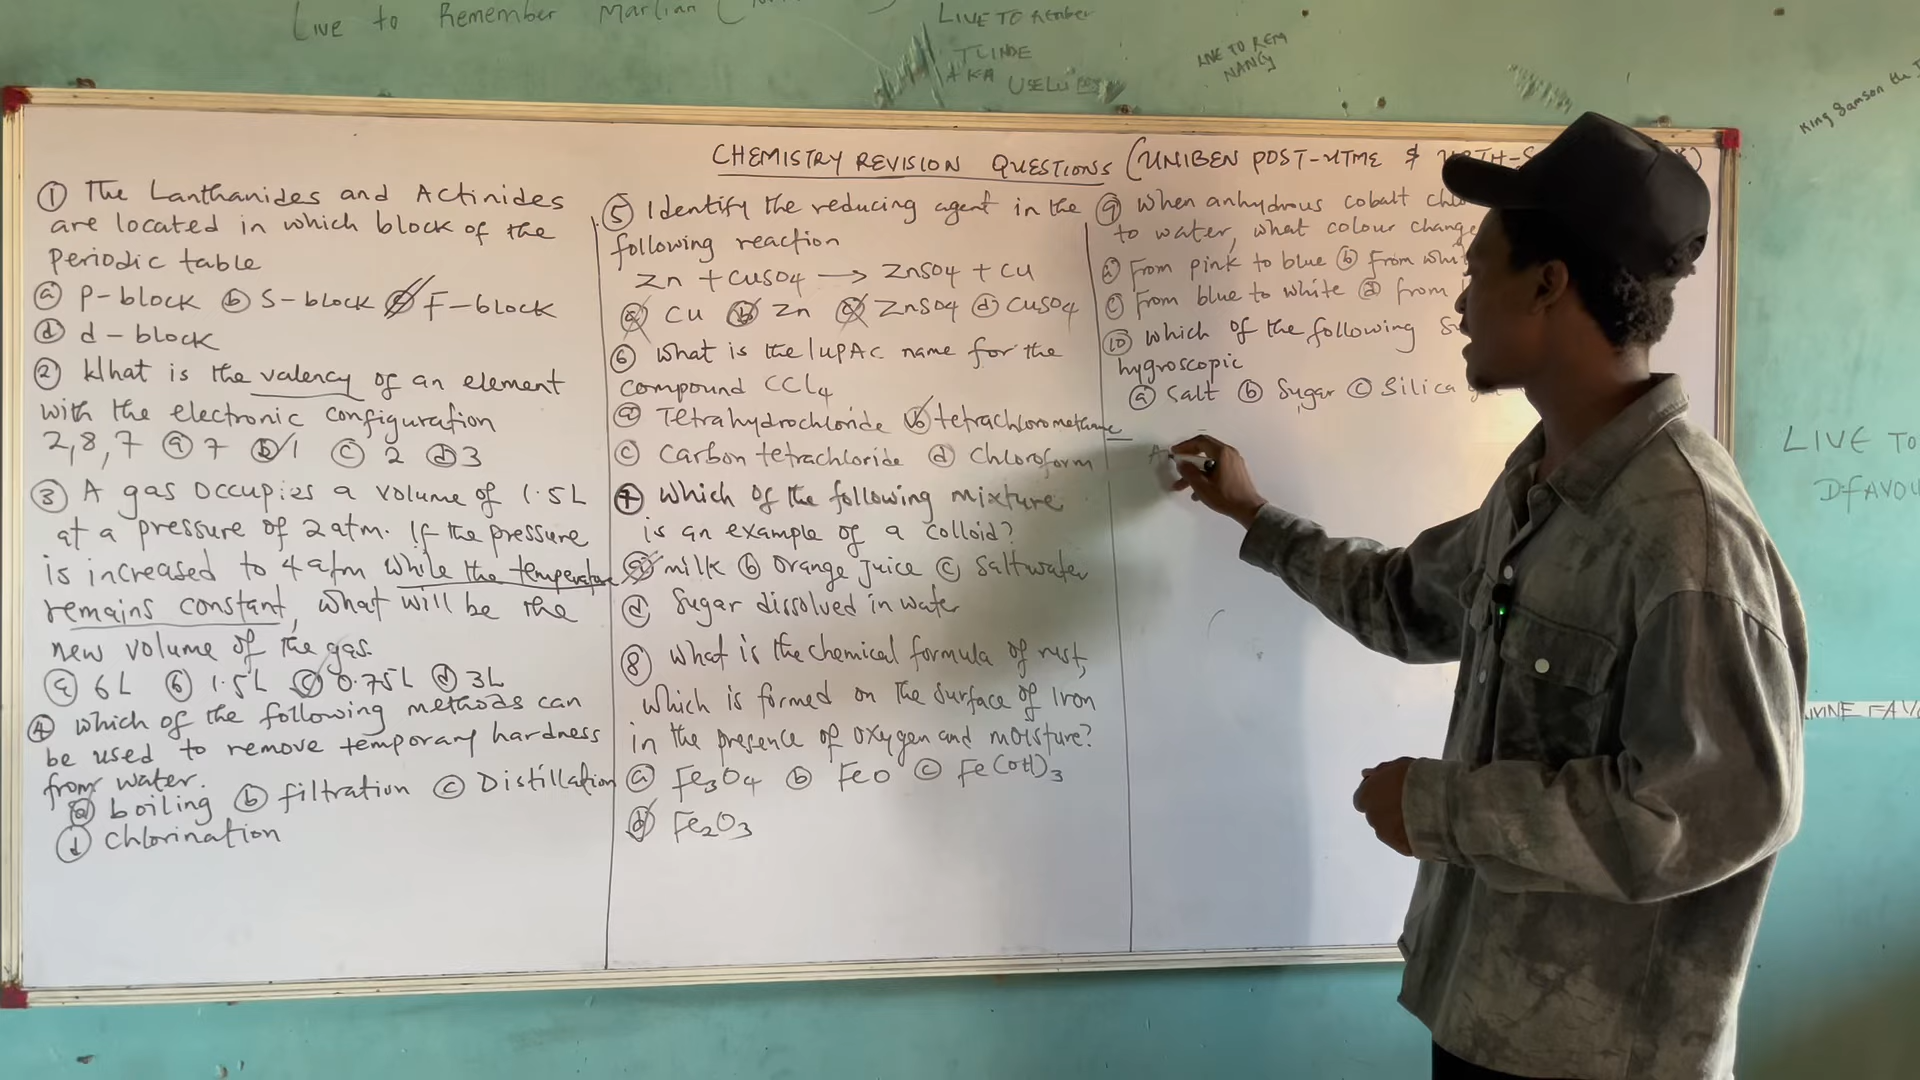 Live to Remember Marlian (
LIVE TO
USELU
LIVE TO REM
NANCY
King Samson the
CHEMISTRY REVISION QUESTIONS (UNIBEN POST-UTME &
① The Lanthanides and Actinides
are located in which block of the
periodic table
ⓐ P-block ⓑ S-block ⓒ F-block
ⓓ d-block
② What is the valency of an element
with the electronic configuration
2,8,7 ⓐ 7 ⓑ 1 ⓒ 2 ⓓ 3
③ A gas occupies a volume of 1.5L
at a pressure of 2atm. If the pressure
is increased to 4atm while the temperature
remains constant, what will be the
new volume of the gas.
ⓐ 6L ⓑ 1.5L ⓒ 0.75L ⓓ 3L
④ which of the following methods can
be used to remove temporary hardness
from water.
ⓐ boiling ⓑ filtration ⓒ Distillation
ⓓ chlorination
⑤ Identify the reducing agent in the
following reaction
Zn + CuSO4 → ZnSO4 + Cu
ⓐ Cu ⓑ Zn ⓒ ZnSO4 ⓓ CuSO4
⑥ What is the IUPAC name for the
compound CCl4
ⓐ Tetrahydrochloride ⓑ tetrachloromethane
ⓒ Carbon tetrachloride ⓓ Chloroform
⑦ Which of the following mixture
is an example of a colloid?
ⓐ milk ⓑ Orange Juice ⓒ Saltwater
ⓓ Sugar dissolved in water
⑧ What is the chemical formula of rust,
which is formed on the surface of Iron
in the presence of oxygen and moisture?
ⓐ Fe3O4 ⓑ FeO ⓒ Fe(OH)3
ⓓ Fe2O3
⑨ When anhydrous cobalt
to water, what colour change
ⓐ From pink to blue ⓑ from
ⓒ from blue to white ⓓ from
⑩ which of the following
hygroscopic
ⓐ Salt ⓑ Sugar ⓒ Silica
LIVE TO